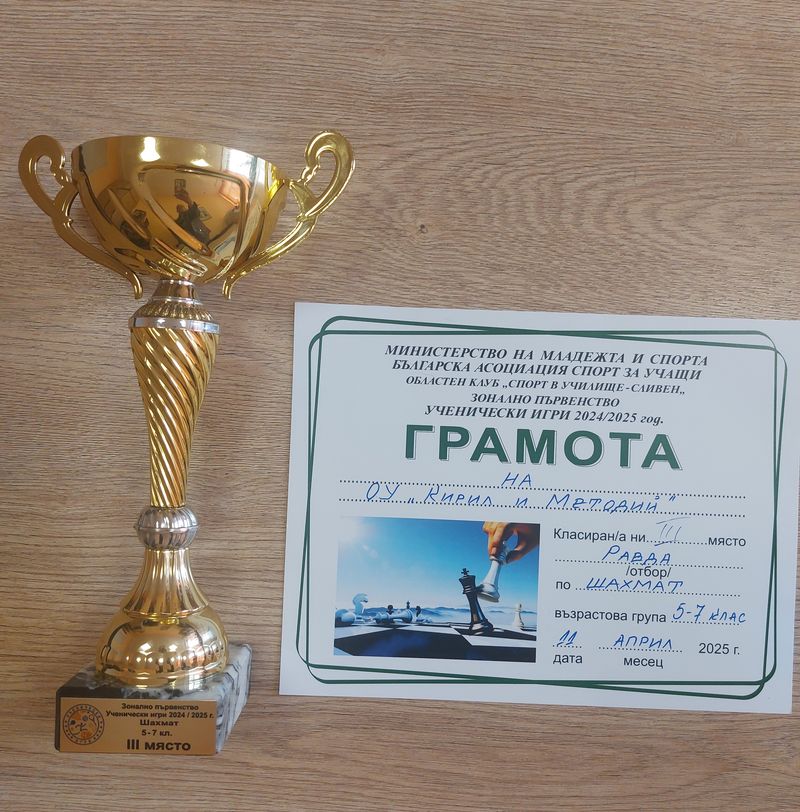 МИНИСТЕРСТВО НА МЛАДЕЖТА И СПОРТА
БЪЛГАРСКА АСОЦИАЦИЯ СПОРТ ЗА УЧАЩИ
ОБЛАСТЕН КЛУБ „СПОРТ В УЧИЛИЩЕ-СЛИВЕН„
ЗОНАЛНО ПЪРВЕНСТВО
УЧЕНИЧЕСКИ ИГРИ 2024/2025 год.
ГРАМОТА
НА
ОУ „Кирил и Методий"
Класиран/а ни III място
РАВДА
/отбор/
по ШАХМАТ
възрастова група 5-7 КЛАС
11 АПРИЛ 2025 г.
дата месец
Зонално първенство
Ученически игри 2024 / 2025 г.
Шахмат
5-7 кл.
III място